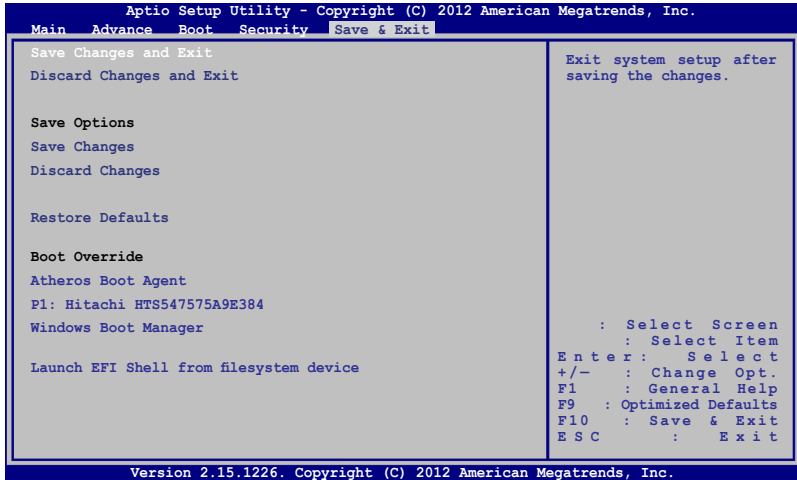 Aptio Setup Utility - Copyright (C) 2012 American Megatrends, Inc.
Main Advance Boot Security Save & Exit
Save Changes and Exit
Discard Changes and Exit
Save Options
Save Changes
Discard Changes
Restore Defaults
Boot Override
Atheros Boot Agent
P1: Hitachi HTS547575A9E384
Windows Boot Manager
Launch EFI Shell from filesystem device
Exit system setup after
saving the changes.
: Select Screen
: Select Item
Enter: Select
+/— : Change Opt.
F1 : General Help
F9 : Optimized Defaults
F10 : Save & Exit
ESC : Exit
Version 2.15.1226. Copyright (C) 2012 American Megatrends, Inc.